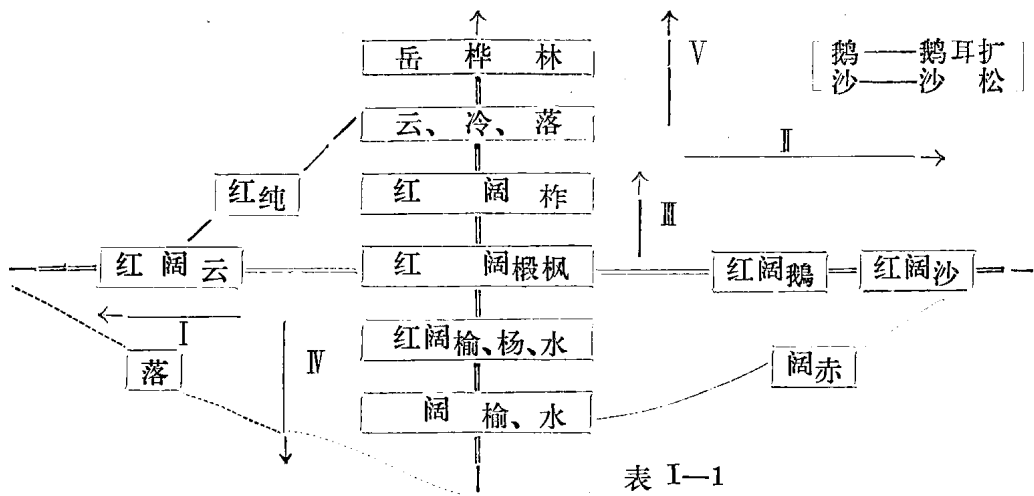 岳 桦 林
V
鹅——鹅耳扩
沙——沙 松
云、冷、落
II
红纯
红 阔 柞
III
红 阔 云
红 阔椴枫
红阔鹅
红阔沙
I
红阔榆、杨、水
IV
落
阔赤
阔 榆、水
表 I—1